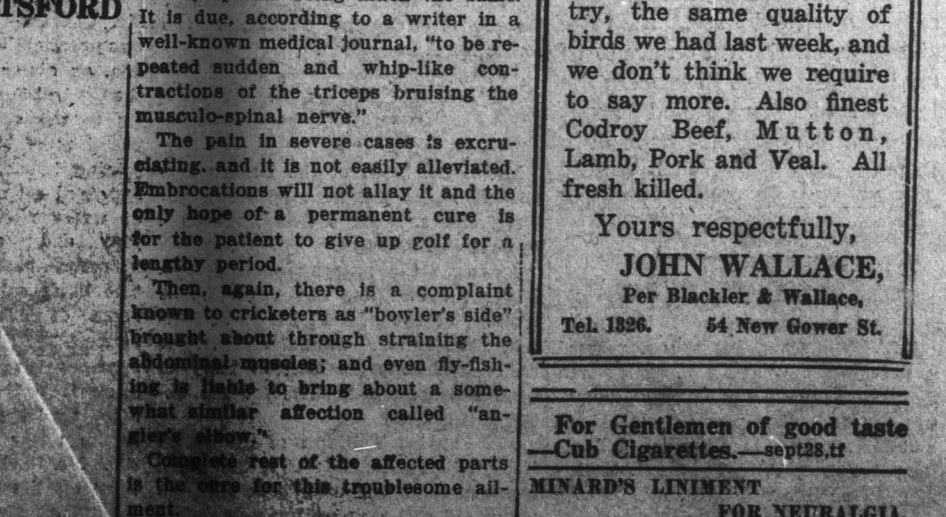 TSFORD
It is due, according to a writer in a
well-known medical journal, "to be re-
peated sudden and whip-like con-
tractions of the triceps bruising the
musculo-spinal nerve."
The pain in severe cases is excru-
ciating, and it is not easily alleviated.
Embrocations will not allay it and the
only hope of a permanent cure is
for the patient to give up golf for a
lengthy period.
Then, again, there is a complaint
known to cricketers as "bowler's side"
brought about through straining the
abdominal muscles; and even fly-fish-
ing is liable to bring about a some-
what similar affection called "an-
gler's elbow."
Complete rest of the affected parts
is the cure for this troublesome ail-
ment.
try, the same quality of
birds we had last week, and
we don't think we require
to say more. Also finest
Codroy Beef, Mutton,
Lamb, Pork and Veal. All
fresh killed.
Yours respectfully,
JOHN WALLACE,
Per Blackler & Wallace,
Tel. 1326. 54 New Gower St.
For Gentlemen of good taste
—Cub Cigarettes.—sept28,tf
MINARD'S LINIMENT
FOR NEURALGIA